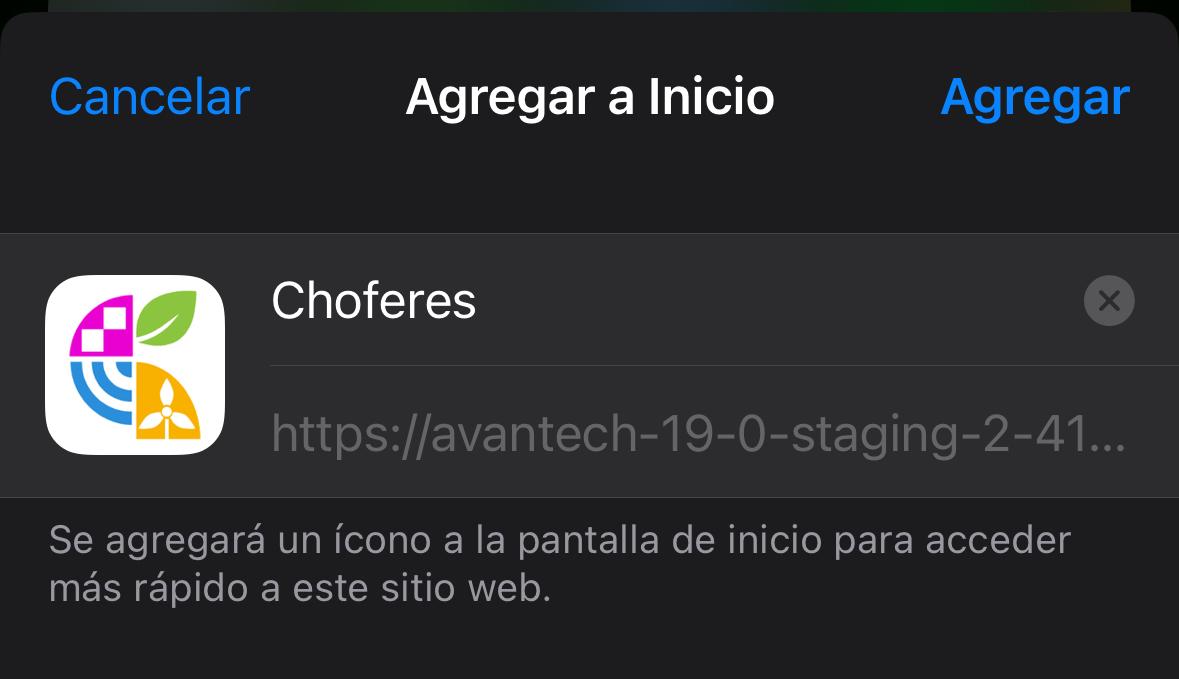 Cancelar Agregar a Inicio Agregar
Choferes
https://avantech-19-0-staging-2-41...
Se agregará un ícono a la pantalla de inicio para acceder
más rápido a este sitio web.